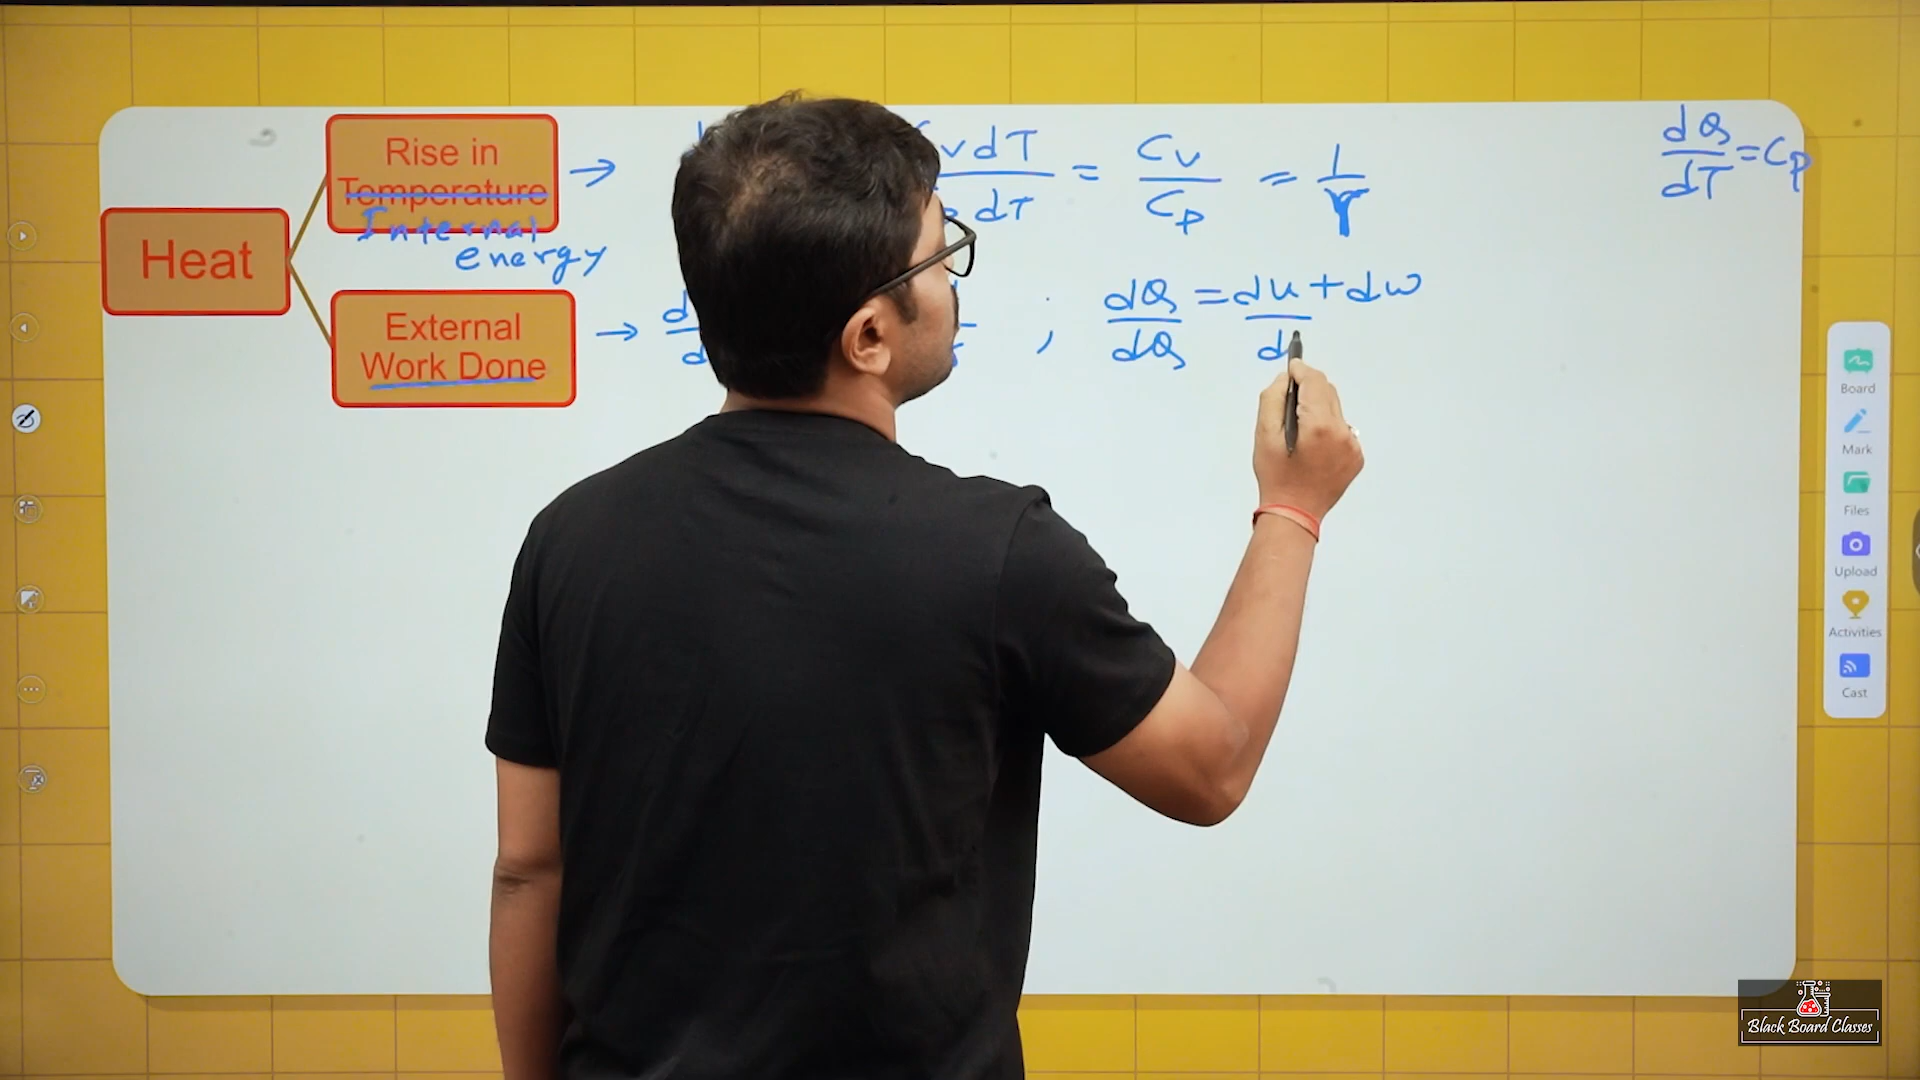 Heat
Rise in
Temperature
Internal
energy
External
Work Done
→ v dT = Cv = 1
dT Cp γ
dQ = Cp
dT
→ d ; dQ = du + dw
d dQ d
Board
Mark
Files
Upload
Activities
Cast
Black Board Classes